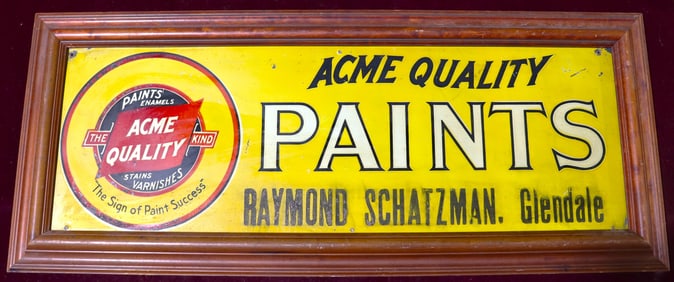 PAINTS
ENAMELS
THE ACME KIND
QUALITY
STAINS
VARNISHES
"The Sign of Paint Success"
ACME QUALITY
PAINTS
RAYMOND SCHATZMAN. Glendale